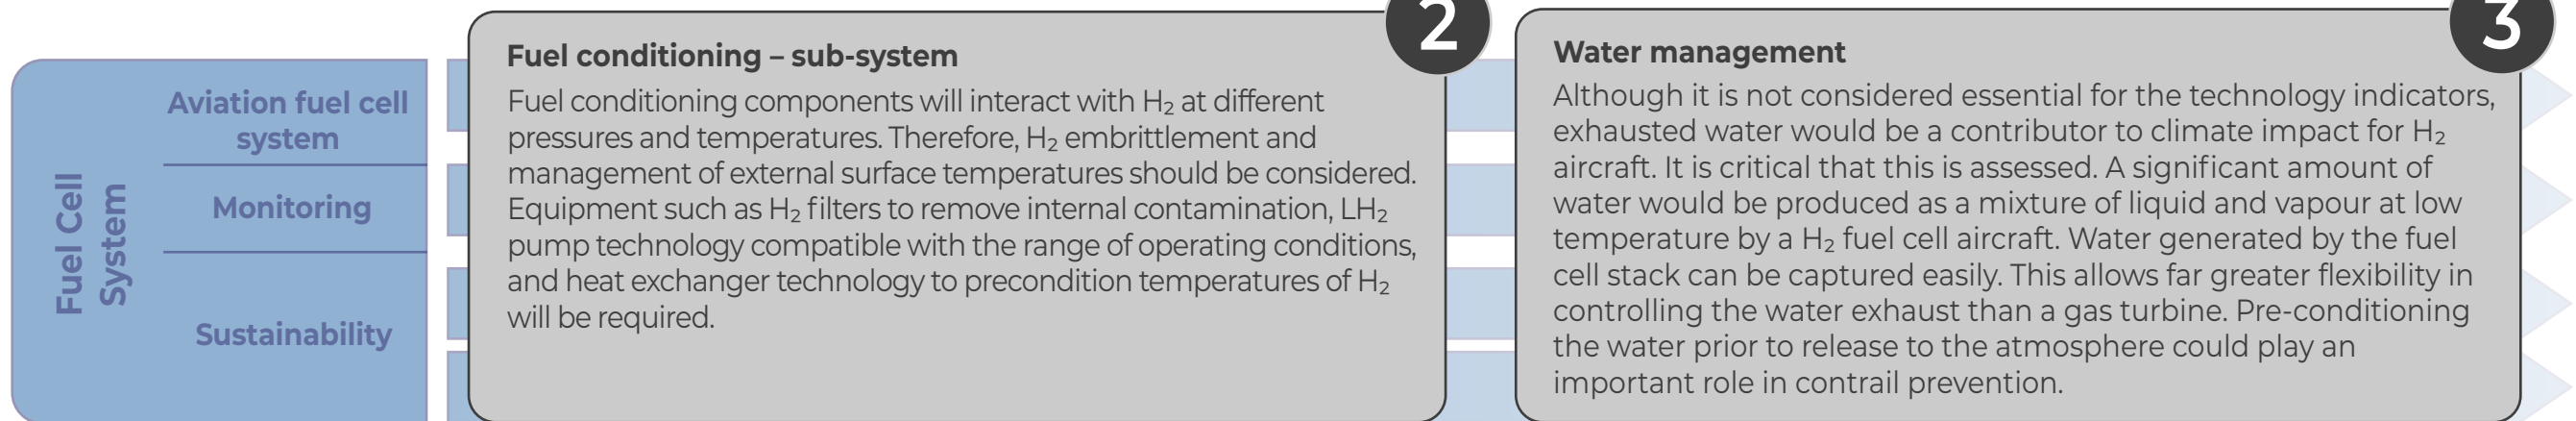 Fuel Cell
System
Aviation fuel cell
system
Monitoring
Sustainability
2
Fuel conditioning – sub-system
Fuel conditioning components will interact with H₂ at different
pressures and temperatures. Therefore, H₂ embrittlement and
management of external surface temperatures should be considered.
Equipment such as H₂ filters to remove internal contamination, LH₂
pump technology compatible with the range of operating conditions,
and heat exchanger technology to precondition temperatures of H₂
will be required.
3
Water management
Although it is not considered essential for the technology indicators,
exhausted water would be a contributor to climate impact for H₂
aircraft. It is critical that this is assessed. A significant amount of
water would be produced as a mixture of liquid and vapour at low
temperature by a H₂ fuel cell aircraft. Water generated by the fuel
cell stack can be captured easily. This allows far greater flexibility in
controlling the water exhaust than a gas turbine. Pre-conditioning
the water prior to release to the atmosphere could play an
important role in contrail prevention.